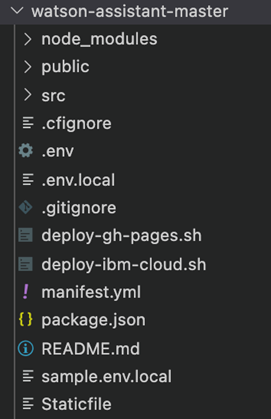 watson-assistant-master
node_modules
public
src
.cfignore
.env
.env.local
.gitignore
deploy-gh-pages.sh
deploy-ibm-cloud.sh
manifest.yml
package.json
README.md
sample.env.local
Staticfile